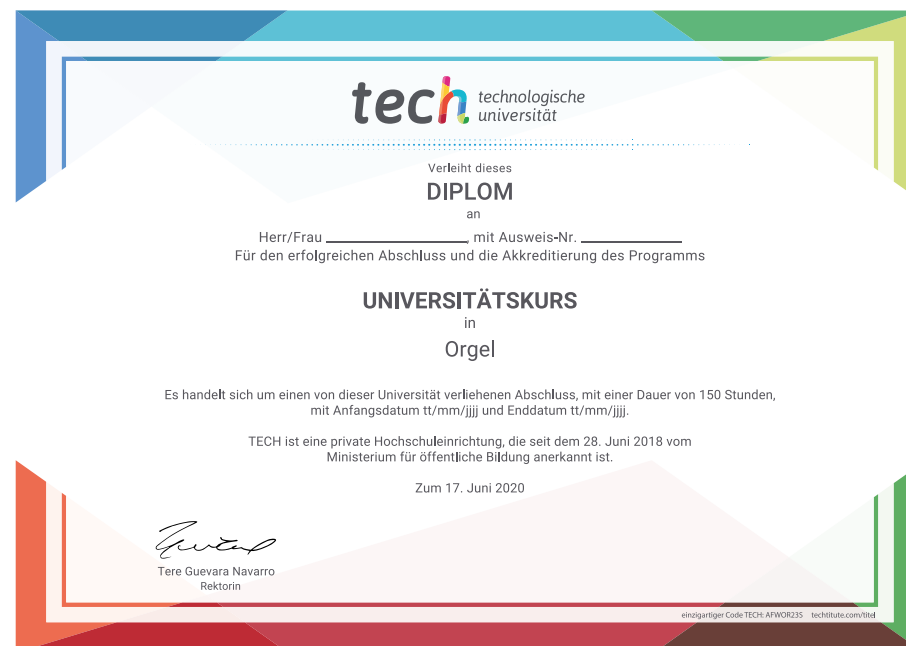 tech technologische
universität
Verleiht dieses
DIPLOM
an
Herr/Frau ____________________, mit Ausweis-Nr. ______________
Für den erfolgreichen Abschluss und die Akkreditierung des Programms
UNIVERSITÄTSKURS
in
Orgel
Es handelt sich um einen von dieser Universität verliehenen Abschluss, mit einer Dauer von 150 Stunden,
mit Anfangsdatum tt/mm/jjjj und Enddatum tt/mm/jjjj.
TECH ist eine private Hochschuleinrichtung, die seit dem 28. Juni 2018 vom
Ministerium für öffentliche Bildung anerkannt ist.
Zum 17. Juni 2020
Tere Guevara Navarro
Rektorin
einzigartiger Code TECH: AFWOR23S techtitute.com/titel